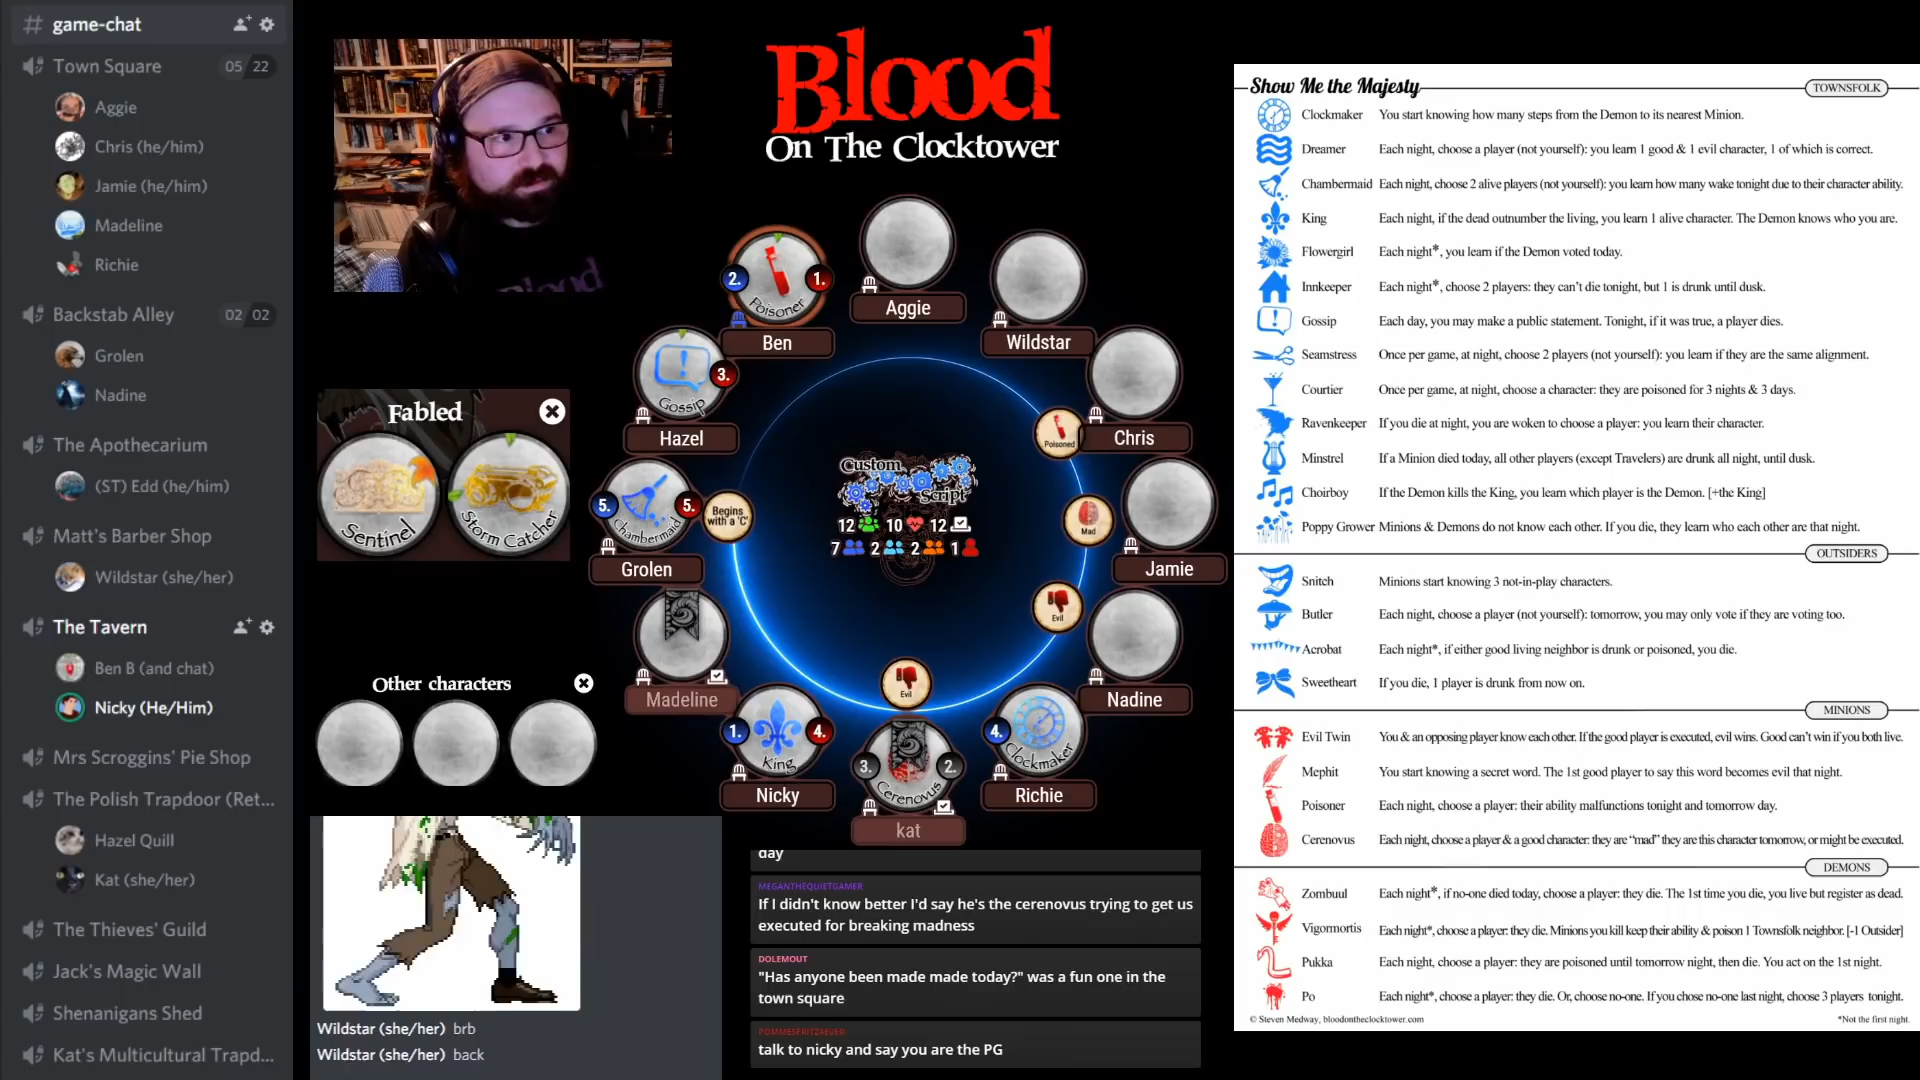 game-chat
Town Square 05 22
Aggie
Chris (he/him)
Jamie (he/him)
Madeline
Richie
Backstab Alley 02 02
Grolen
Nadine
The Apothecarium
(ST) Edd (he/him)
Matt's Barber Shop
Wildstar (she/her)
The Tavern
Ben B (and chat)
Nicky (He/Him)
Mrs Scroggins' Pie Shop
The Polish Trapdoor (Ret...
Hazel Quill
Kat (she/her)
The Thieves' Guild
Jack's Magic Wall
Shenanigans Shed
Kat's Multicultural Trapd...
Blood
On The Clocktower
Fabled
Sentinel
Storm Catcher
Other characters
Wildstar (she/her) brb
Wildstar (she/her) back
Aggie
Wildstar
Chris
Poisoned
Jamie
Mad
Nadine
Evil
Clockmaker
4.
Richie
Cerenovus
3. 2.
Evil
kat
King
1. 4.
Nicky
Madeline
Chambermaid
5. 5.
Begins with a 'C'
Grolen
Gossip
3.
Hazel
Poisoner
2. 1.
Ben
Custom
Script
12 10 12
7 2 2 1
day
MEGANTHEQUIETGAMER
If I didn't know better I'd say he's the cerenovus trying to get us
executed for breaking madness
DOLEMOUT
"Has anyone been made made today?" was a fun one in the
town square
POMMESFRITZ4EVER
talk to nicky and say you are the PG
Show Me the Majesty
TOWNSFOLK
Clockmaker You start knowing how many steps from the Demon to its nearest Minion.
Dreamer Each night, choose a player (not yourself): you learn 1 good & 1 evil character, 1 of which is correct.
Chambermaid Each night, choose 2 alive players (not yourself): you learn how many wake tonight due to their character ability.
King Each night, if the dead outnumber the living, you learn 1 alive character. The Demon knows who you are.
Flowergirl Each night*, you learn if the Demon voted today.
Innkeeper Each night*, choose 2 players: they can't die tonight, but 1 is drunk until dusk.
Gossip Each day, you may make a public statement. Tonight, if it was true, a player dies.
Seamstress Once per game, at night, choose 2 players (not yourself): you learn if they are the same alignment.
Courtier Once per game, at night, choose a character: they are poisoned for 3 nights & 3 days.
Ravenkeeper If you die at night, you are woken to choose a player: you learn their character.
Minstrel If a Minion died today, all other players (except Travelers) are drunk all night, until dusk.
Choirboy If the Demon kills the King, you learn which player is the Demon. [+the King]
Poppy Grower Minions & Demons do not know each other. If you die, they learn who each other are that night.
OUTSIDERS
Snitch Minions start knowing 3 not-in-play characters.
Butler Each night, choose a player (not yourself): tomorrow, you may only vote if they are voting too.
Acrobat Each night*, if either good living neighbor is drunk or poisoned, you die.
Sweetheart If you die, 1 player is drunk from now on.
MINIONS
Evil Twin You & an opposing player know each other. If the good player is executed, evil wins. Good can't win if you both live.
Mephit You start knowing a secret word. The 1st good player to say this word becomes evil that night.
Poisoner Each night, choose a player: their ability malfunctions tonight and tomorrow day.
Cerenovus Each night, choose a player & a good character: they are "mad" they are this character tomorrow, or might be executed.
DEMONS
Zombuul Each night*, if no-one died today, choose a player: they die. The 1st time you die, you live but register as dead.
Vigormortis Each night*, choose a player: they die. Minions you kill keep their ability & poison 1 Townsfolk neighbor. [-1 Outsider]
Pukka Each night, choose a player: they are poisoned until tomorrow night, then die. You act on the 1st night.
Po Each night*, choose a player: they die. Or, choose no-one. If you chose no-one last night, choose 3 players tonight.
© Steven Medway, bloodontheclocktower.com *Not the first night.